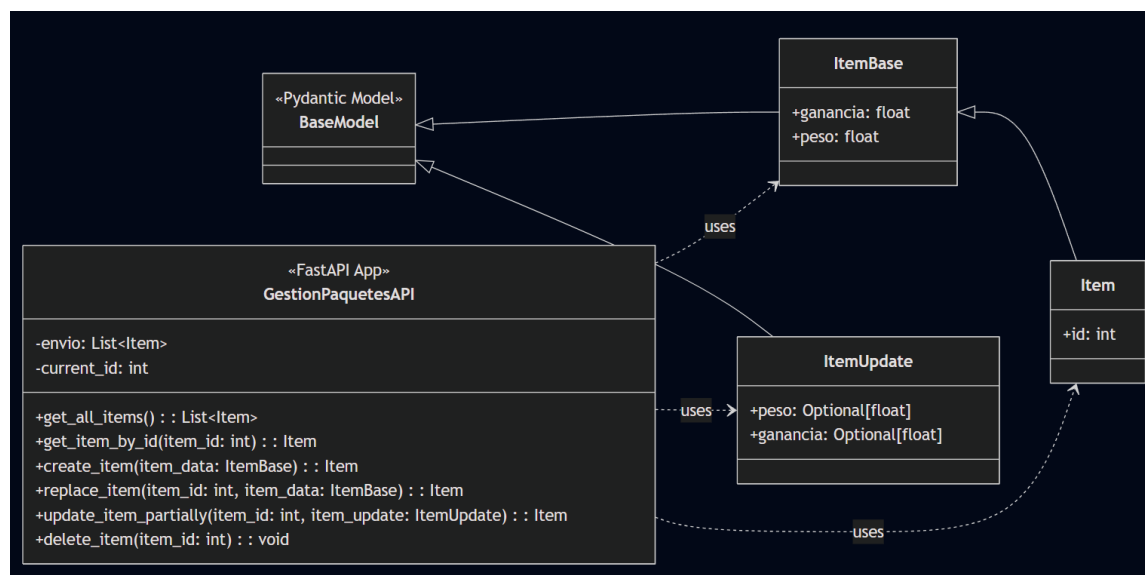 «Pydantic Model»
BaseModel
ItemBase
+ganancia: float
+peso: float
uses
«FastAPI App»
GestionPaquetesAPI
-envio: List<Item>
-current_id: int
+get_all_items() : : List<Item>
+get_item_by_id(item_id: int) : : Item
+create_item(item_data: ItemBase) : : Item
+replace_item(item_id: int, item_data: ItemBase) : : Item
+update_item_partially(item_id: int, item_update: ItemUpdate) : : Item
+delete_item(item_id: int) : : void
uses
ItemUpdate
+peso: Optional[float]
+ganancia: Optional[float]
Item
+id: int
uses